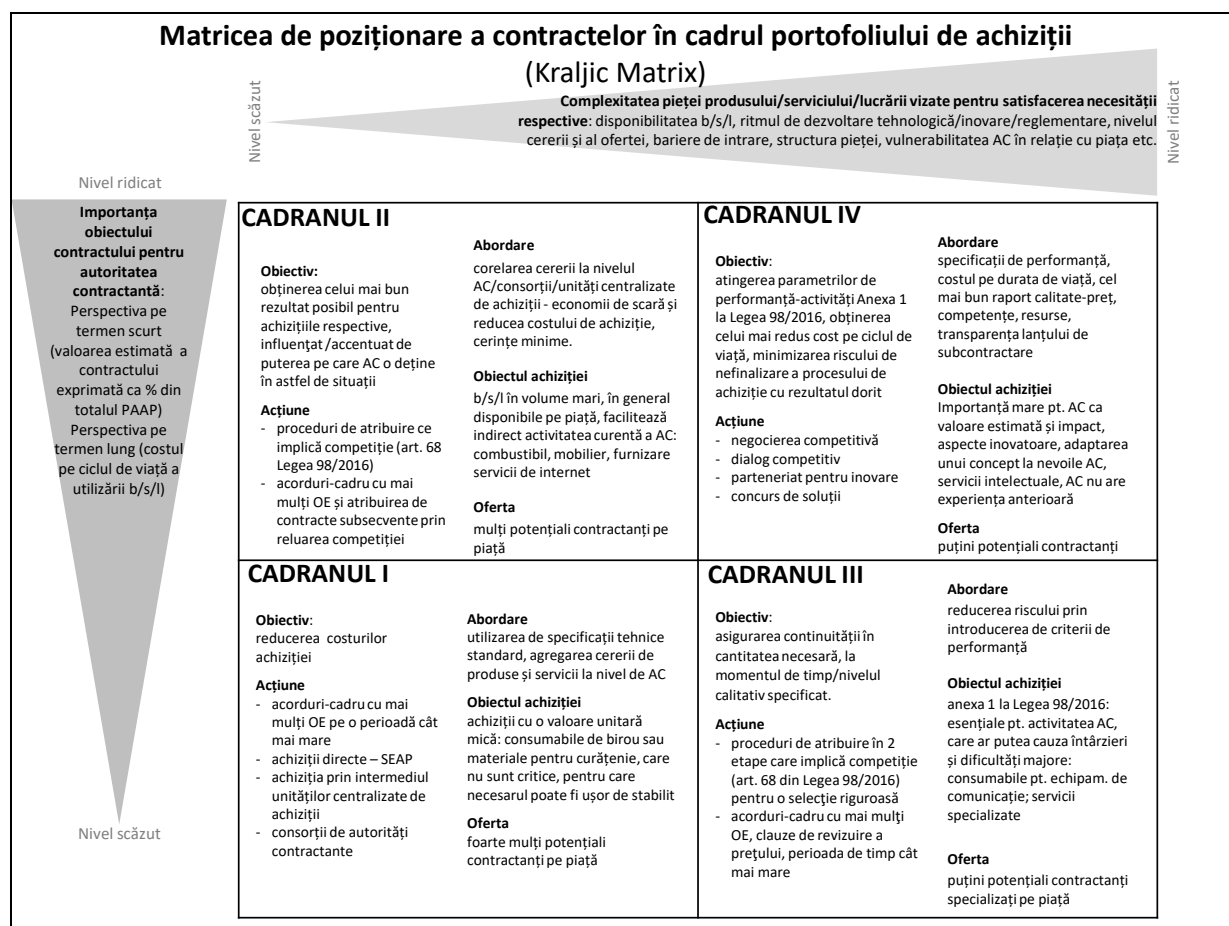 Matricea de poziționare a contractelor în cadrul portofoliului de achiziții
(Kraljic Matrix)
Nivel scăzut
Complexitatea pieței produsului/serviciului/lucrării vizate pentru satisfacerea necesității
respective: disponibilitatea b/s/l, ritmul de dezvoltare tehnologică/inovare/reglementare, nivelul
cererii și al ofertei, bariere de intrare, structura pieței, vulnerabilitatea AC în relație cu piața etc.
Nivel ridicat
Nivel ridicat
Importanța
obiectului
contractului pentru
autoritatea
contractantă:
Perspectiva pe
termen scurt
(valoarea estimată a
contractului
exprimată ca % din
totalul PAAP)
Perspectiva pe
termen lung (costul
pe ciclul de viață a
utilizării b/s/l)
Nivel scăzut
CADRANUL II
Obiectiv:
obținerea celui mai bun
rezultat posibil pentru
achizițiile respective,
influențat /accentuat de
puterea pe care AC o deține
în astfel de situații
Acțiune
- proceduri de atribuire ce
implică competiție (art. 68
Legea 98/2016)
- acorduri-cadru cu mai
mulți OE și atribuirea de
contracte subsecvente prin
reluarea competiției
Abordare
corelarea cererii la nivelul
AC/consorții/unități centralizate
de achiziții - economii de scară și
reducea costului de achiziție,
cerințe minime.
Obiectul achiziției
b/s/l în volume mari, în general
disponibile pe piață, facilitează
indirect activitatea curentă a AC:
combustibil, mobilier, furnizare
servicii de internet
Oferta
mulți potențiali contractanți pe
piață
CADRANUL IV
Obiectiv:
atingerea parametrilor de
performanță-activități Anexa 1
la Legea 98/2016, obținerea
celui mai redus cost pe ciclul de
viață, minimizarea riscului de
nefinalizare a procesului de
achiziție cu rezultatul dorit
Acțiune
- negocierea competitivă
- dialog competitiv
- parteneriat pentru inovare
- concurs de soluții
Abordare
specificații de performanță,
costul pe durata de viață, cel
mai bun raport calitate-preț,
competențe, resurse,
transparența lanțului de
subcontractare
Obiectul achiziției
Importanță mare pt. AC ca
valoare estimată și impact,
aspecte inovatoare, adaptarea
unui concept la nevoile AC,
servicii intelectuale, AC nu are
experiența anterioară
Oferta
puțini potențiali contractanți
CADRANUL I
Obiectiv:
reducerea costurilor
achiziției
Acțiune
- acorduri-cadru cu mai
mulți OE pe o perioadă cât
mai mare
- achiziții directe – SEAP
- achiziția prin intermediul
unităților centralizate de
achiziții
- consorții de autorități
contractante
Abordare
utilizarea de specificații tehnice
standard, agregarea cererii de
produse și servicii la nivel de AC
Obiectul achiziției
achiziții cu o valoare unitară
mică: consumabile de birou sau
materiale pentru curățenie, care
nu sunt critice, pentru care
necesarul poate fi ușor de stabilit
Oferta
foarte mulți potențiali
contractanți pe piață
CADRANUL III
Obiectiv:
asigurarea continuității în
cantitatea necesară, la
momentul de timp/nivelul
calitativ specificat.
Acțiune
- proceduri de atribuire în 2
etape care implică competiție
(art. 68 din Legea 98/2016)
pentru o selecție riguroasă
- acorduri-cadru cu mai mulți
OE, clauze de revizuire a
prețului, perioada de timp cât
mai mare
Abordare
reducerea riscului prin
introducerea de criterii de
performanță
Obiectul achiziției
anexa 1 la Legea 98/2016:
esențiale pt. activitatea AC,
care ar putea cauza întârzieri
și dificultăți majore:
consumabile pt. echipam. de
comunicație; servicii
specializate
Oferta
puțini potențiali contractanți
specializați pe piață